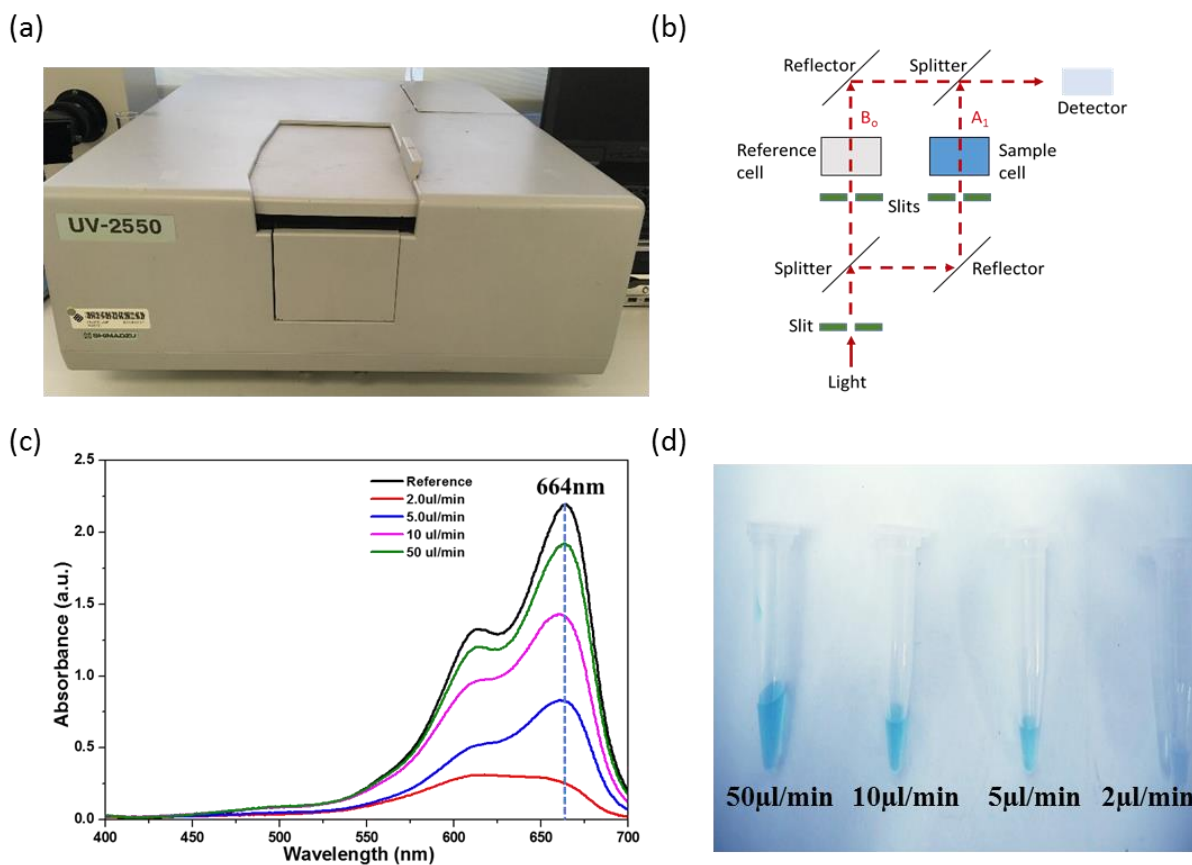 (a)
UV-2550
SHIMADZU
(b)
Reflector
Splitter
Detector
B₀
A₁
Reference
cell
Sample
cell
Slits
Splitter
Reflector
Slit
Light
(c)
2.5
2.0
1.5
1.0
0.5
0.0
Absorbance (a.u.)
Reference
2.0ul/min
5.0ul/min
10 ul/min
50 ul/min
664nm
400
450
500
550
600
650
700
Wavelength (nm)
(d)
50μl/min
10μl/min
5μl/min
2μl/min